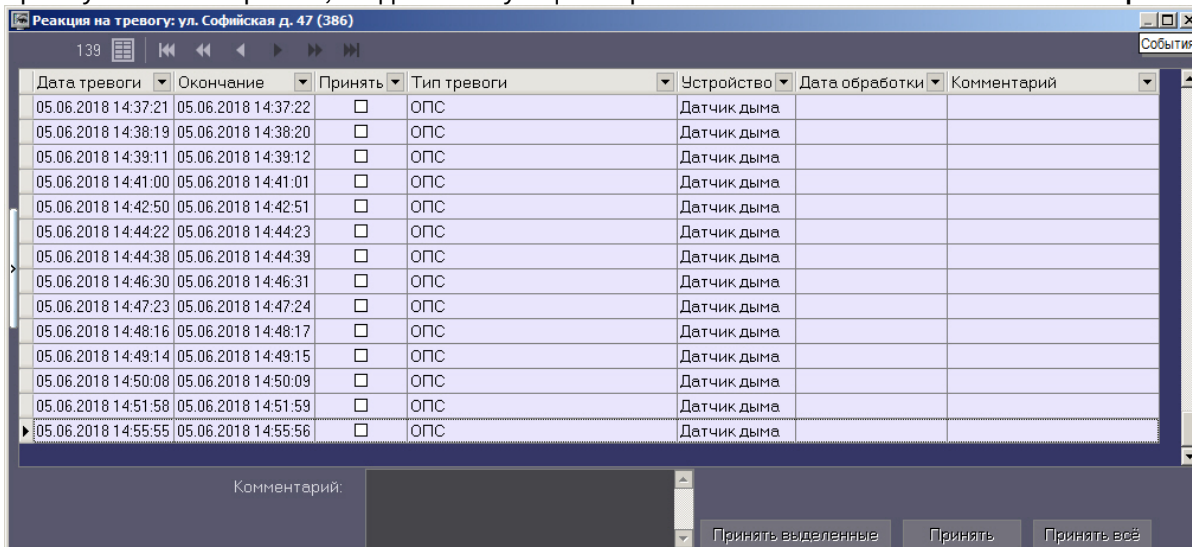 Реакция на тревогу: ул. Софийская д. 47 (386)
139
События
Дата тревоги Окончание Принять Тип тревоги Устройство Дата обработки Комментарий
05.06.2018 14:37:21 05.06.2018 14:37:22 ОПС Датчик дыма
05.06.2018 14:38:19 05.06.2018 14:38:20 ОПС Датчик дыма
05.06.2018 14:39:11 05.06.2018 14:39:12 ОПС Датчик дыма
05.06.2018 14:41:00 05.06.2018 14:41:01 ОПС Датчик дыма
05.06.2018 14:42:50 05.06.2018 14:42:51 ОПС Датчик дыма
05.06.2018 14:44:22 05.06.2018 14:44:23 ОПС Датчик дыма
05.06.2018 14:44:38 05.06.2018 14:44:39 ОПС Датчик дыма
05.06.2018 14:46:30 05.06.2018 14:46:31 ОПС Датчик дыма
05.06.2018 14:47:23 05.06.2018 14:47:24 ОПС Датчик дыма
05.06.2018 14:48:16 05.06.2018 14:48:17 ОПС Датчик дыма
05.06.2018 14:49:14 05.06.2018 14:49:15 ОПС Датчик дыма
05.06.2018 14:50:08 05.06.2018 14:50:09 ОПС Датчик дыма
05.06.2018 14:51:58 05.06.2018 14:51:59 ОПС Датчик дыма
05.06.2018 14:55:55 05.06.2018 14:55:56 ОПС Датчик дыма
Комментарий:
Принять выделенные Принять Принять всё